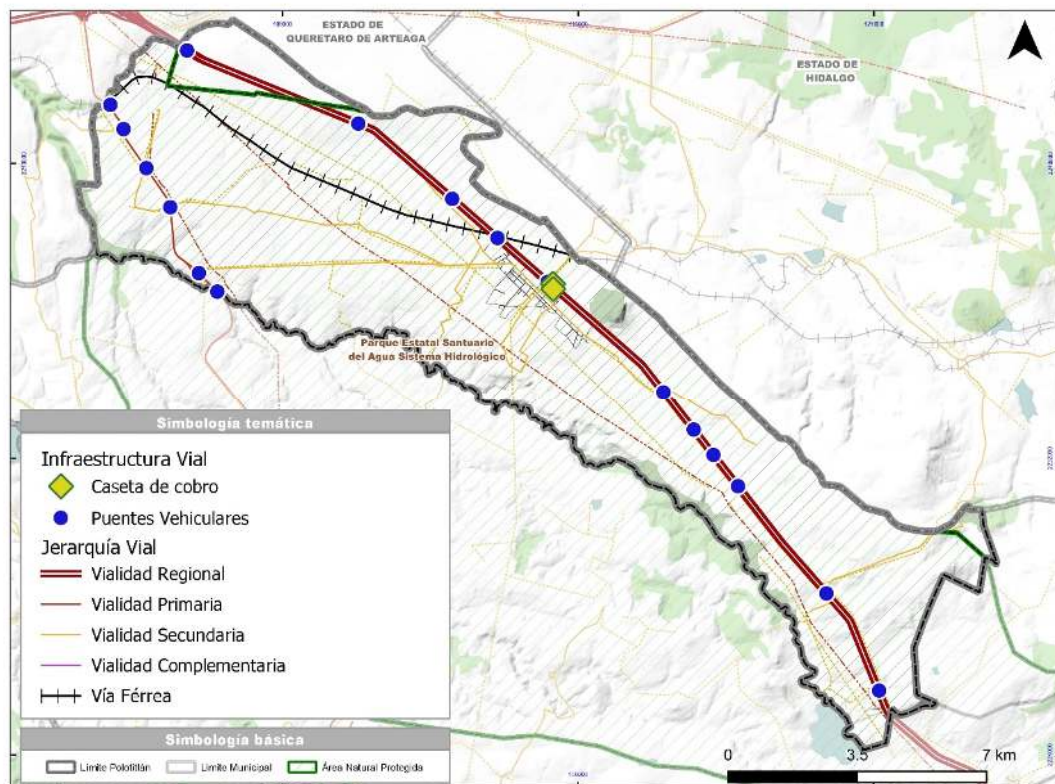 ESTADO DE
QUERETARO DE ARTEAGA
ESTADO DE
HIDALGO
Parque Estatal Santuario
del Agua Sistema Hidrológico
Simbología temática
Infraestructura Vial
Caseta de cobro
Puentes Vehiculares
Jerarquía Vial
Vialidad Regional
Vialidad Primaria
Vialidad Secundaria
Vialidad Complementaria
Vía Férrea
Simbología básica
Limite Polotitlán
Limite Municipal
Área Natural Protegida
0
3.5
7 km